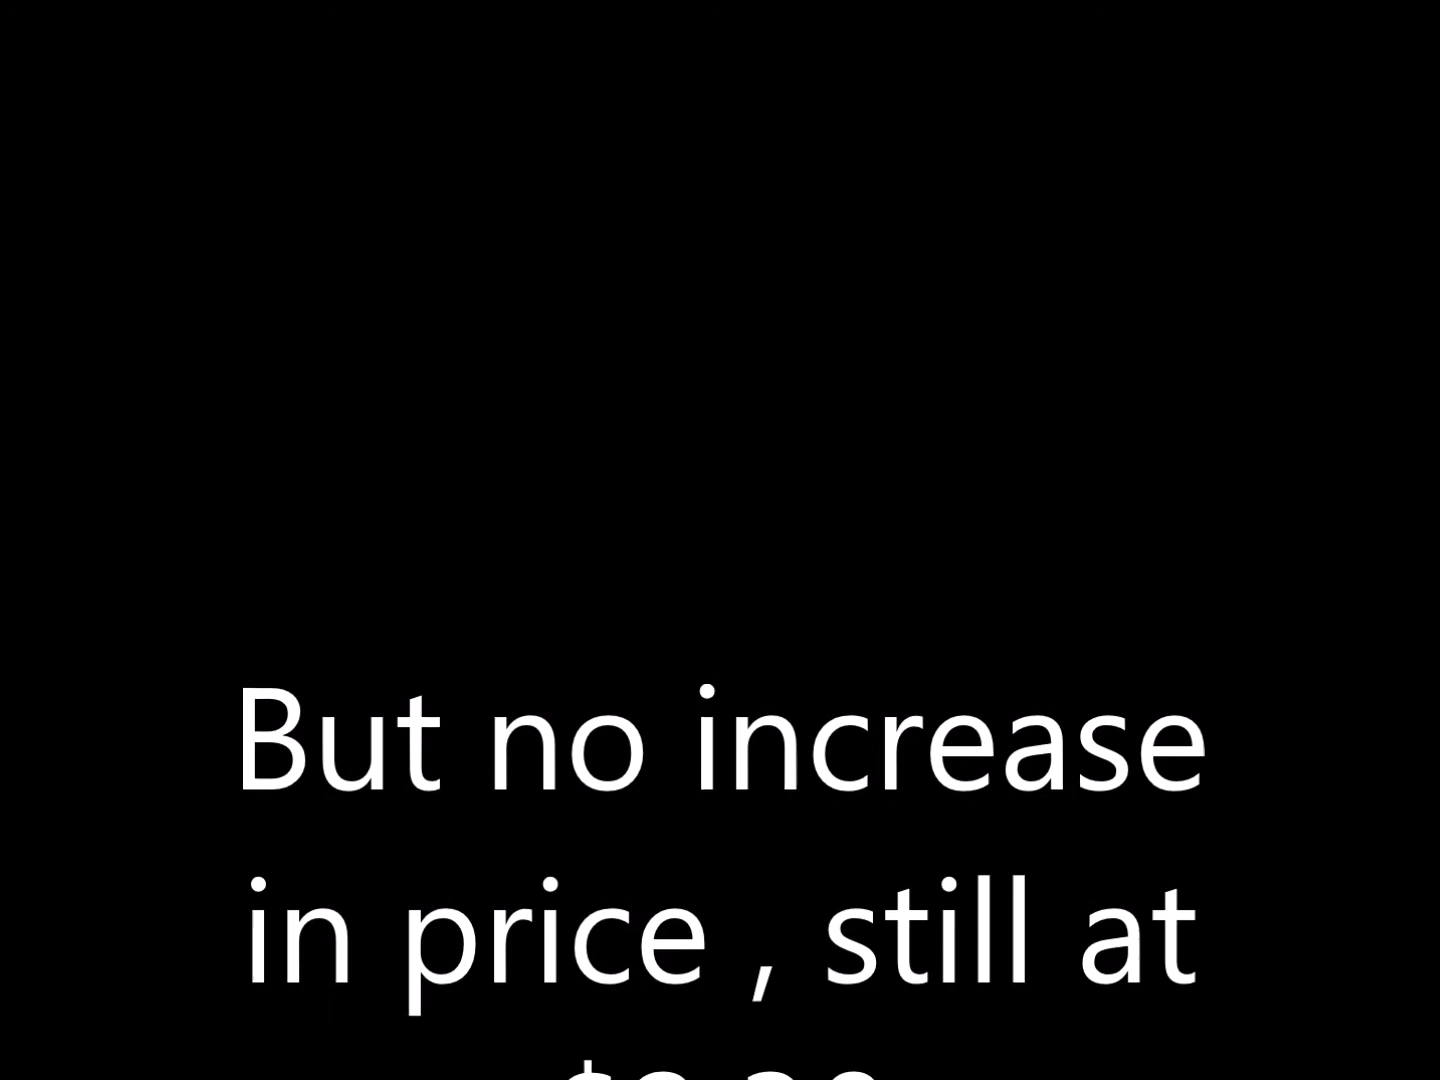 But no increase
in price , still at